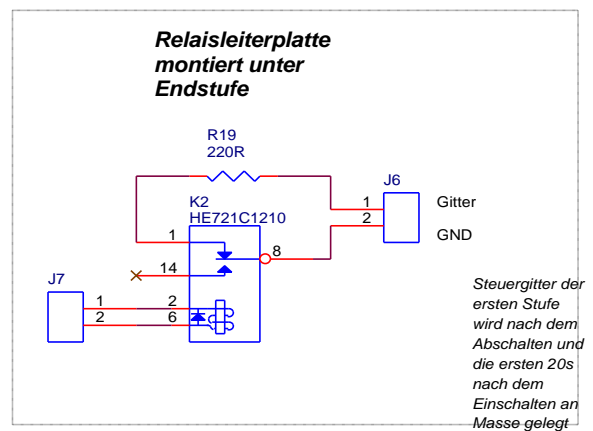 Relaisleiterplatte
montiert unter
Endstufe
R19
220R
J6
1
2
Gitter
GND
K2
HE721C1210
1
8
14
J7
1
2
2
6
Steuergitter der
ersten Stufe
wird nach dem
Abschalten und
die ersten 20s
nach dem
Einschalten an
Masse gelegt